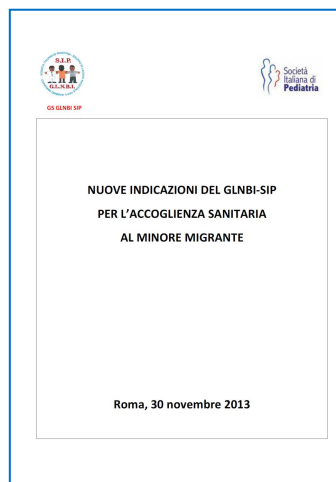 S.I.P.
G.L.N.B.I.
GS GLNBI SIP
Società
Italiana di
Pediatria
NUOVE INDICAZIONI DEL GLNBI-SIP
PER L'ACCOGLIENZA SANITARIA
AL MINORE MIGRANTE
Roma, 30 novembre 2013